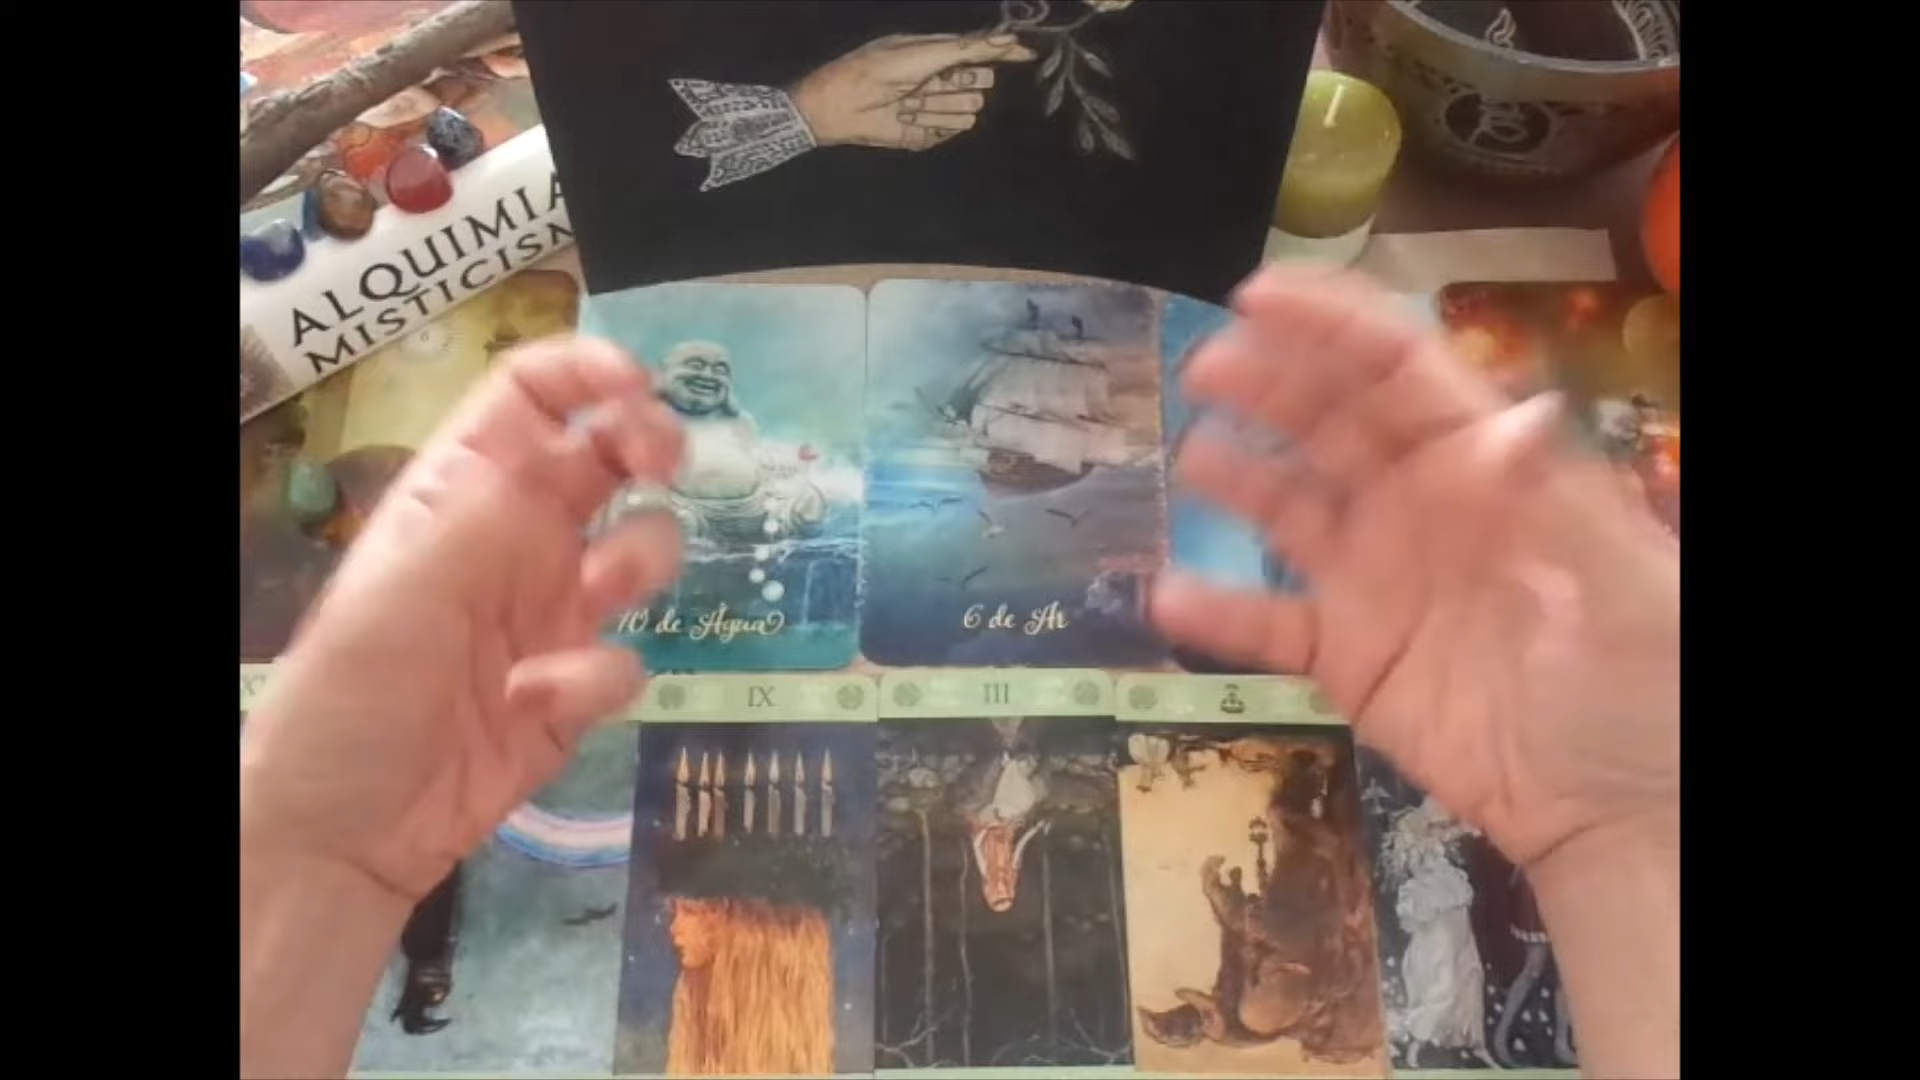 ALQUIMIA
MISTICISM
10 de Água
6 de Ar
IX
III